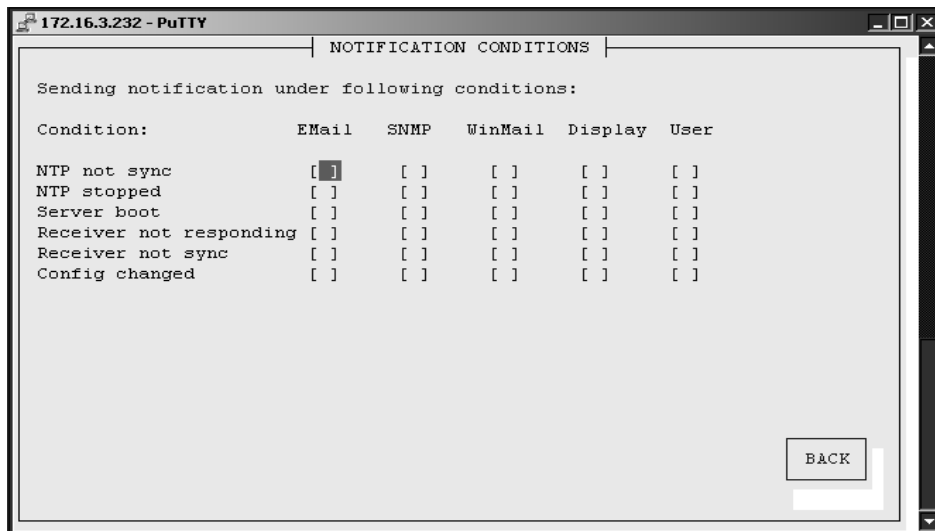 172.16.3.232 - PuTTY
NOTIFICATION CONDITIONS
Sending notification under following conditions:
Condition: EMail SNMP WinMail Display User
NTP not sync [ ] [ ] [ ] [ ] [ ]
NTP stopped [ ] [ ] [ ] [ ] [ ]
Server boot [ ] [ ] [ ] [ ] [ ]
Receiver not responding [ ] [ ] [ ] [ ] [ ]
Receiver not sync [ ] [ ] [ ] [ ] [ ]
Config changed [ ] [ ] [ ] [ ] [ ]
BACK